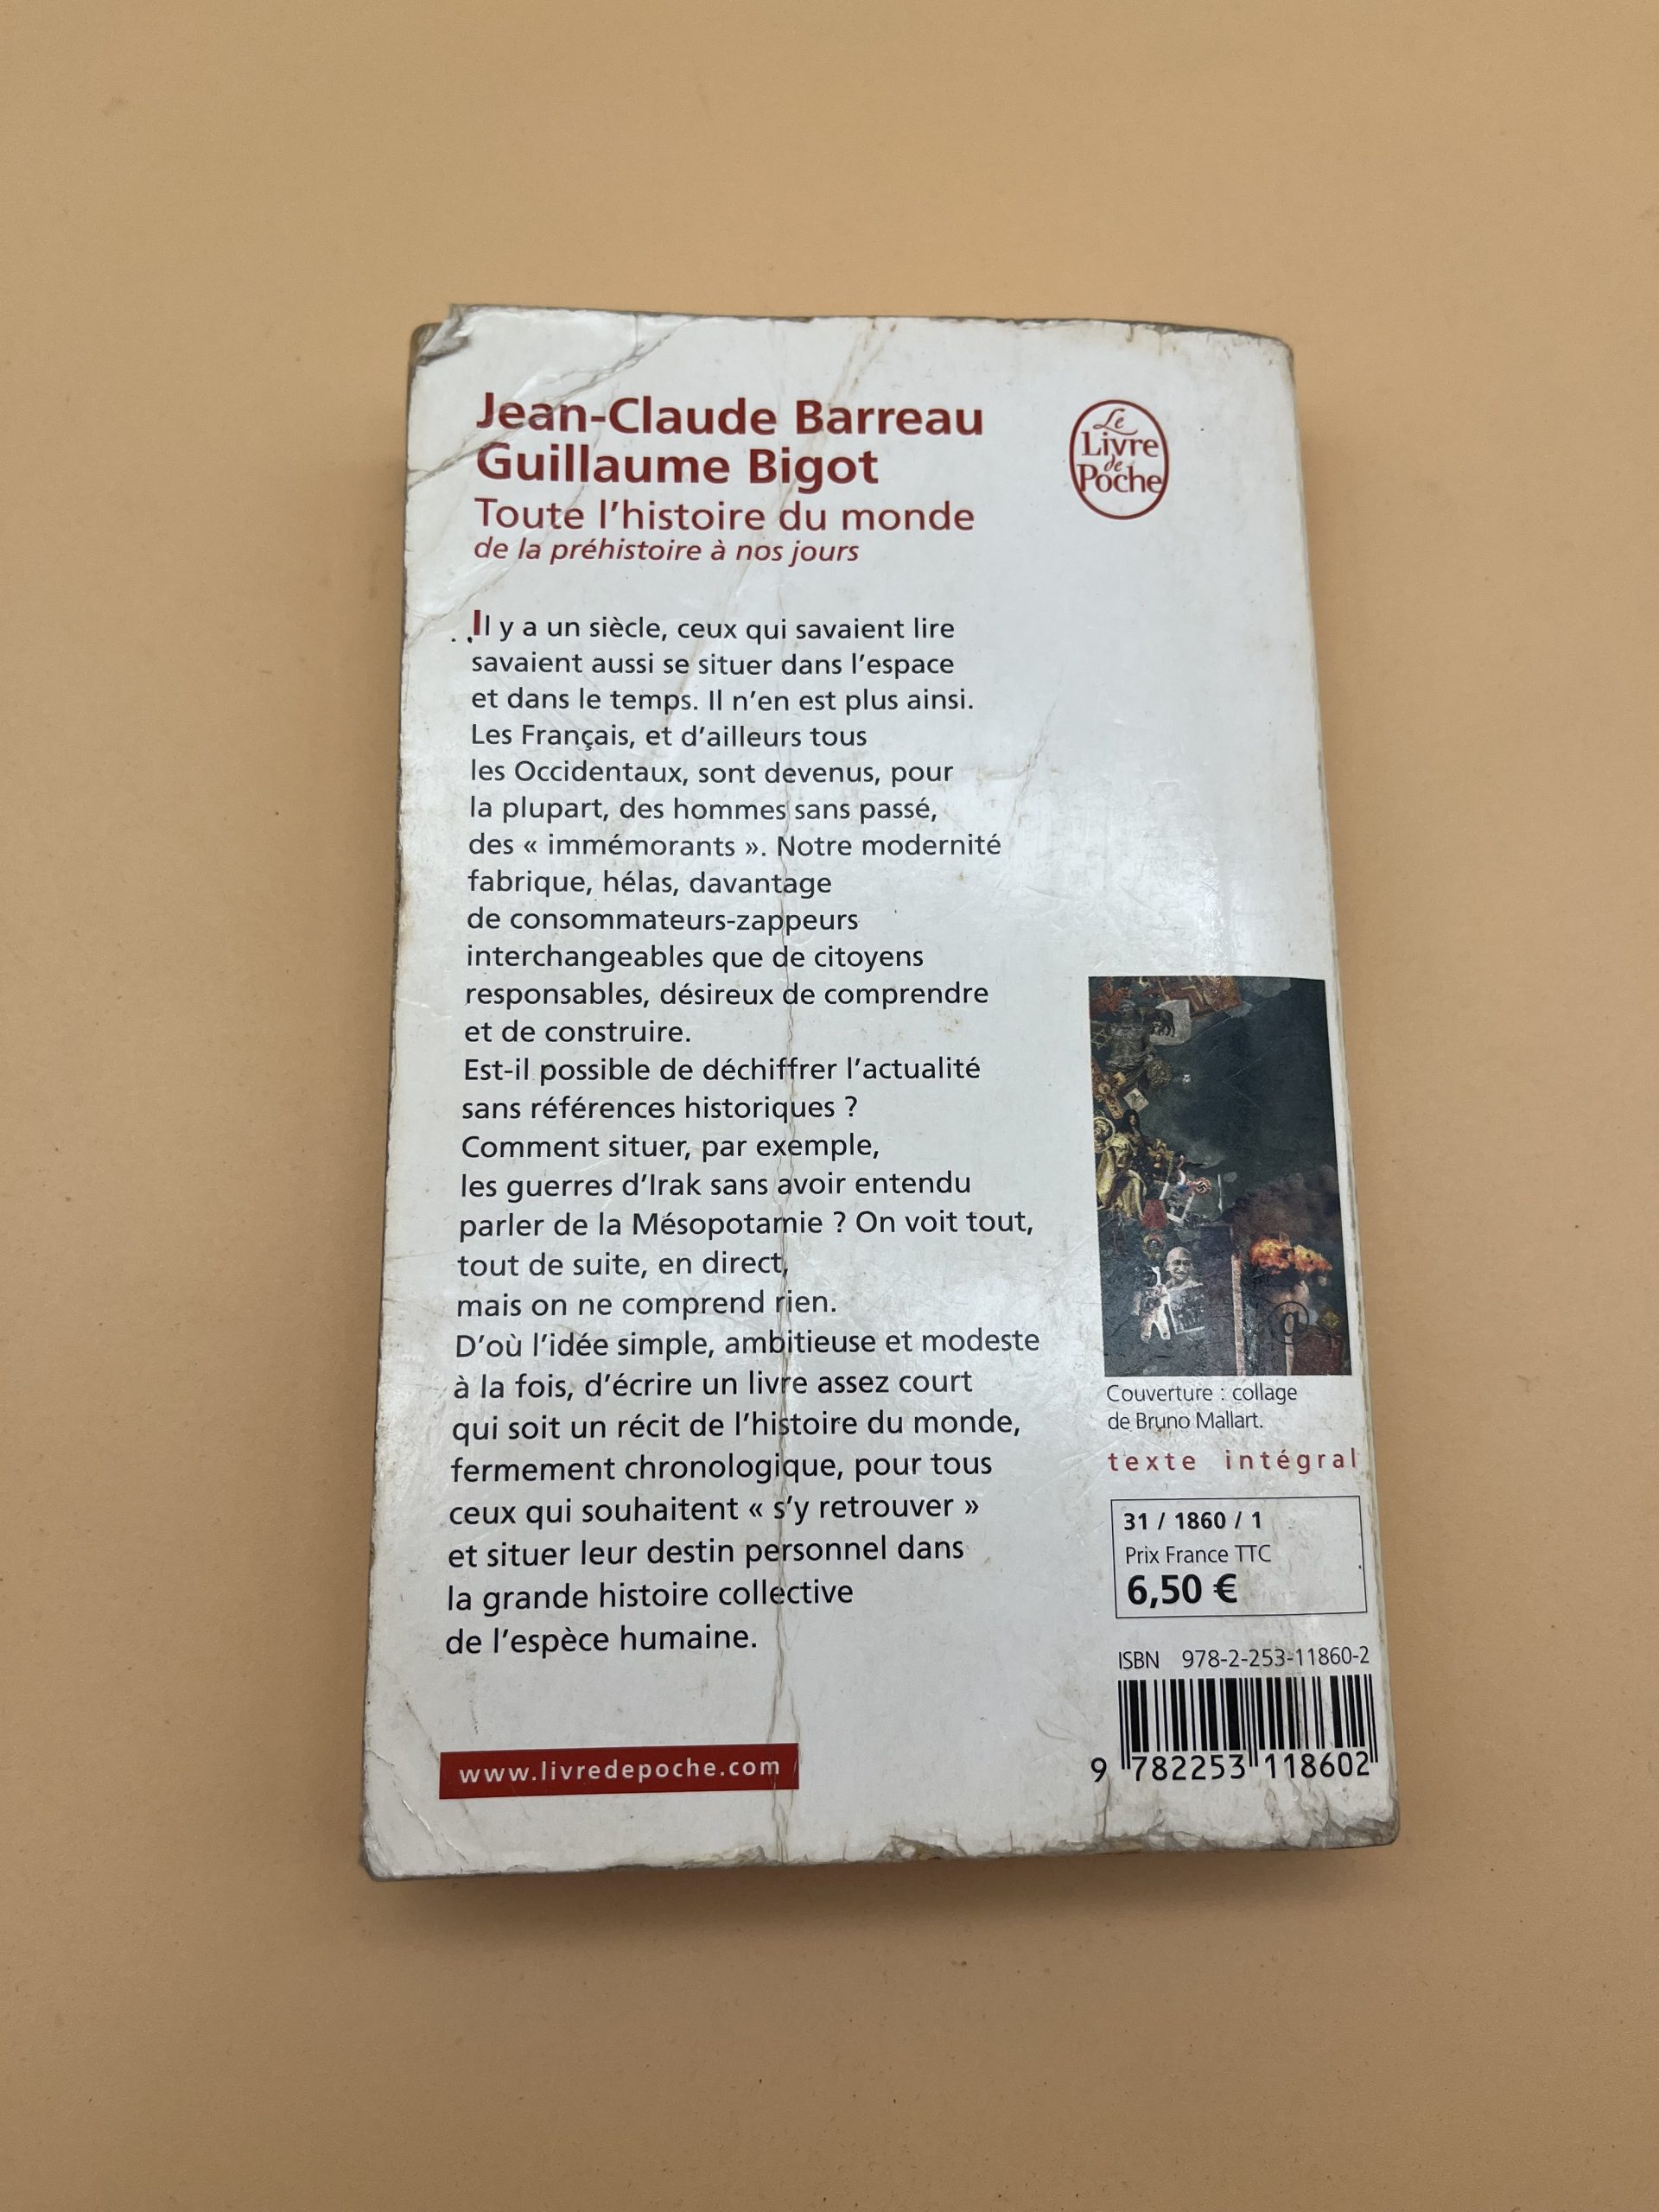 Jean-Claude Barreau
Guillaume Bigot
Toute l'histoire du monde
de la préhistoire à nos jours
Le
Livre
de
Poche
Il y a un siècle, ceux qui savaient lire
savaient aussi se situer dans l'espace
et dans le temps. Il n'en est plus ainsi.
Les Français, et d'ailleurs tous
les Occidentaux, sont devenus, pour
la plupart, des hommes sans passé,
des « immémorants ». Notre modernité
fabrique, hélas, davantage
de consommateurs-zappeurs
interchangeables que de citoyens
responsables, désireux de comprendre
et de construire.
Est-il possible de déchiffrer l'actualité
sans références historiques ?
Comment situer, par exemple,
les guerres d'Irak sans avoir entendu
parler de la Mésopotamie ? On voit tout,
tout de suite, en direct,
mais on ne comprend rien.
D'où l'idée simple, ambitieuse et modeste
à la fois, d'écrire un livre assez court
qui soit un récit de l'histoire du monde,
fermement chronologique, pour tous
ceux qui souhaitent « s'y retrouver »
et situer leur destin personnel dans
la grande histoire collective
de l'espèce humaine.
www.livredepoche.com
@
Couverture : collage
de Bruno Mallart.
texte intégral
31 / 1860 / 1
Prix France TTC
6,50 €
ISBN 978-2-253-11860-2
9 782253 118602